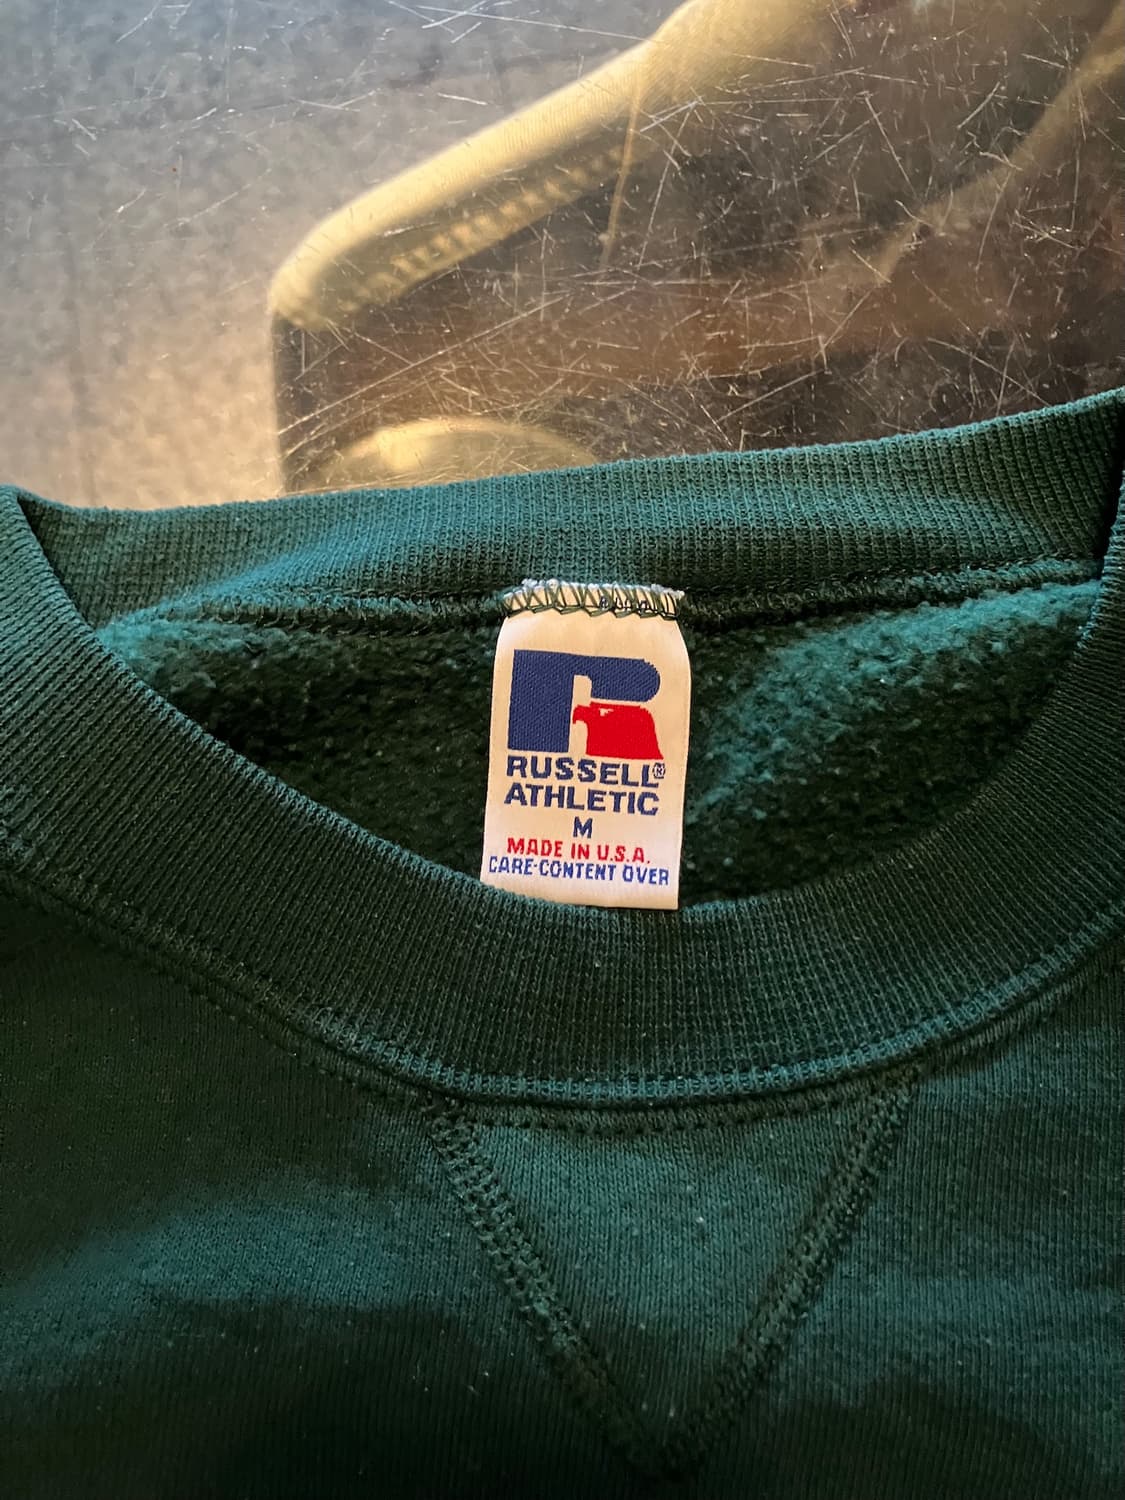 RUSSELL®
ATHLETIC
M
MADE IN U.S.A.
CARE-CONTENT OVER